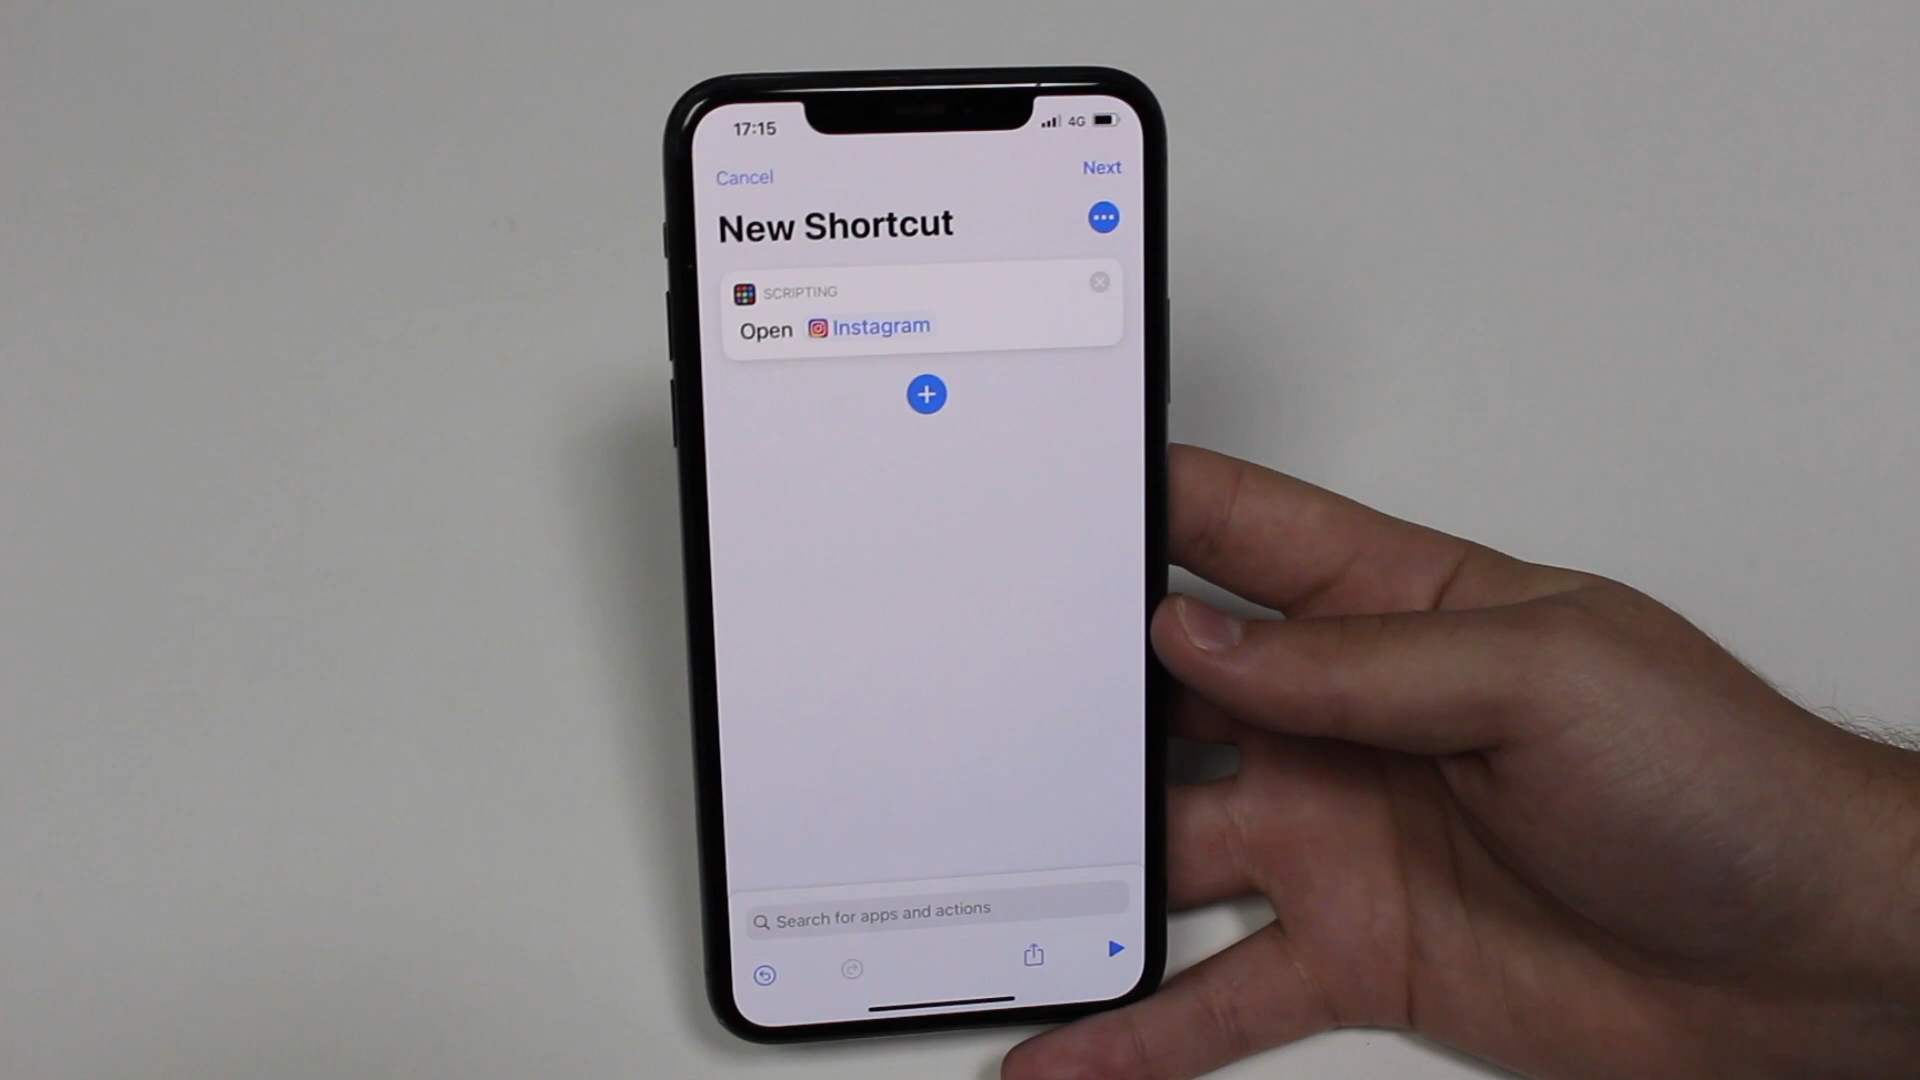 17:15 4G
Cancel Next
New Shortcut
SCRIPTING
Open Instagram
Search for apps and actions